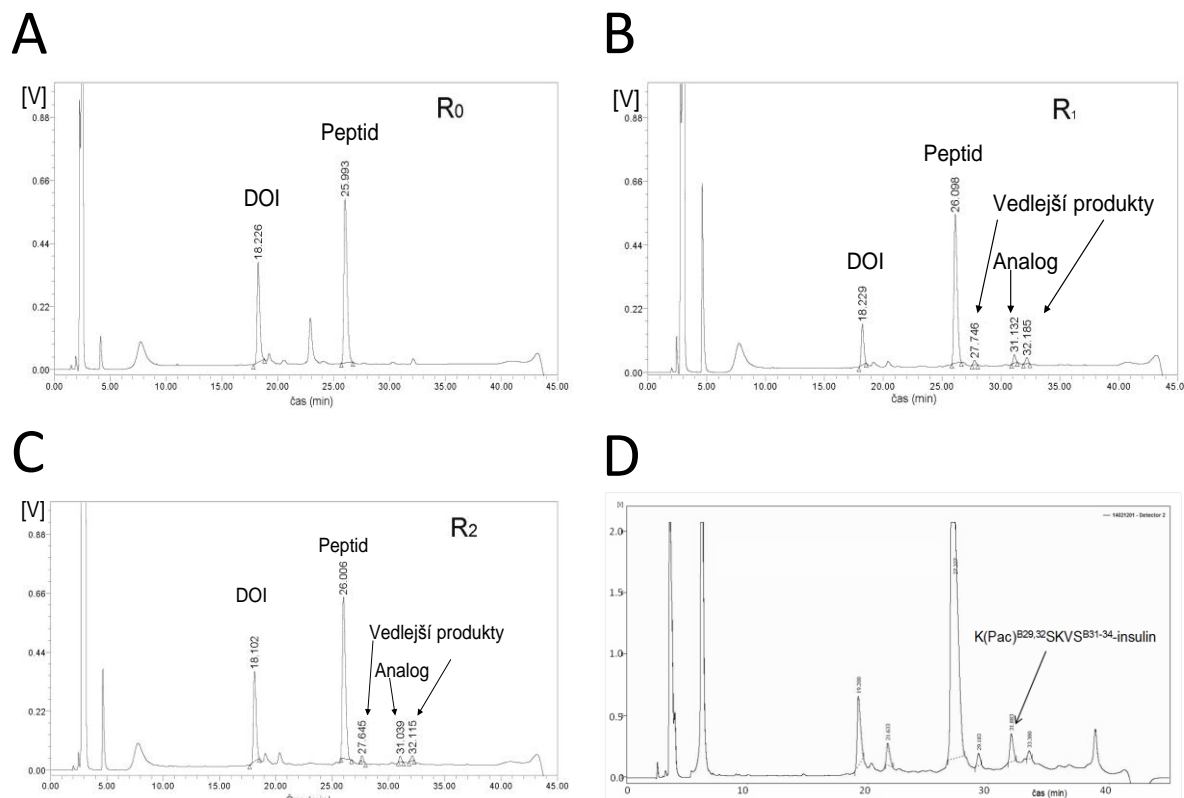 A
[V]
0.88
0.66
0.44
0.22
0.00
R0
Peptid
DOI
25.993
18.226
0.00 5.00 10.00 15.00 20.00 25.00 30.00 35.00 40.00 45.00
čas (min)
B
[V]
0.88
0.66
0.44
0.22
0.00
R1
Peptid
Vedlejší produkty
DOI
Analog
26.098
18.229
27.746
31.132
32.185
0.00 5.00 10.00 15.00 20.00 25.00 30.00 35.00 40.00 45.00
čas (min)
C
[V]
0.88
0.66
0.44
0.22
0.00
R2
Peptid
DOI
Vedlejší produkty
Analog
26.006
18.102
27.645
31.039
32.115
0.00 5.00 10.00 15.00 20.00 25.00 30.00 35.00 40.00 45.00
D
14021201 - Detector 2
2.0
1.5
1.0
0.9
0.0
K(Pac)B29,32SKVSB31-34-insulin
0 10 20 30 40
čas (min)